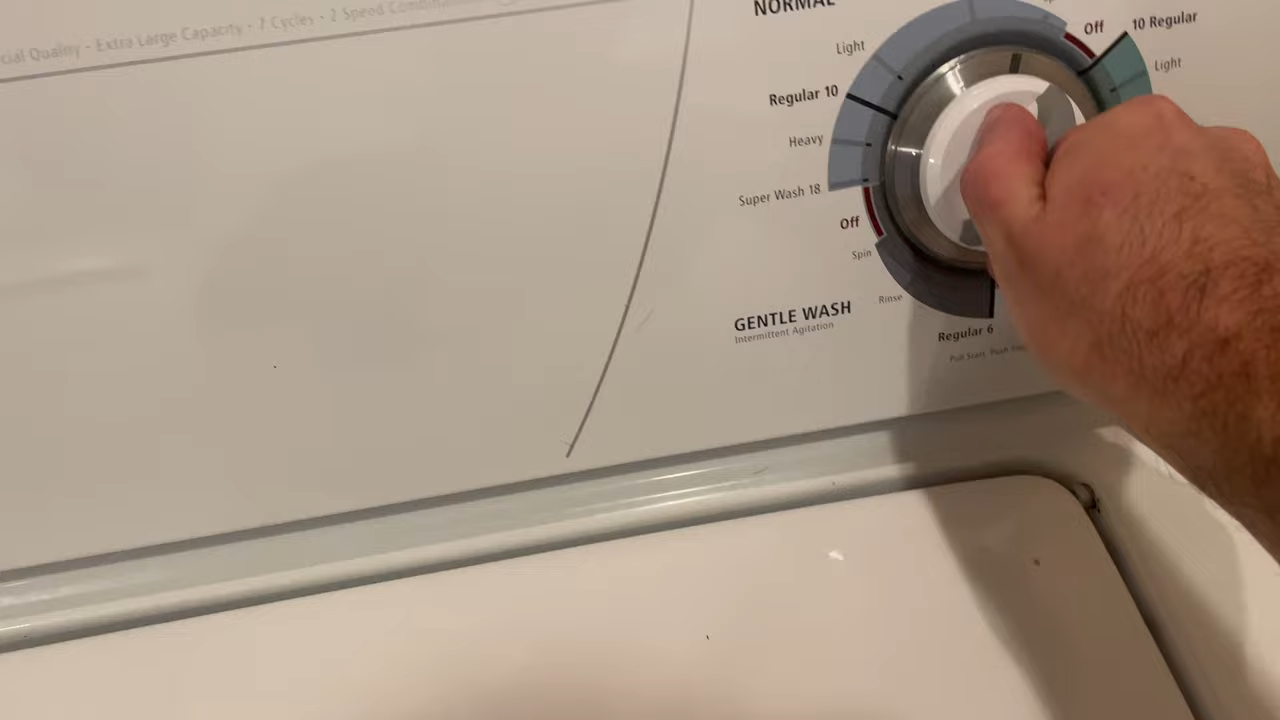 cial Quality - Extra Large Capacity - 7 Cycles - 2 Speed
NORMAL
Off
10 Regular
Light
Light
Regular 10
Heavy
Super Wash 18
Off
Spin
Rinse
GENTLE WASH
Intermittent Agitation
Regular 6
Pull Start Push